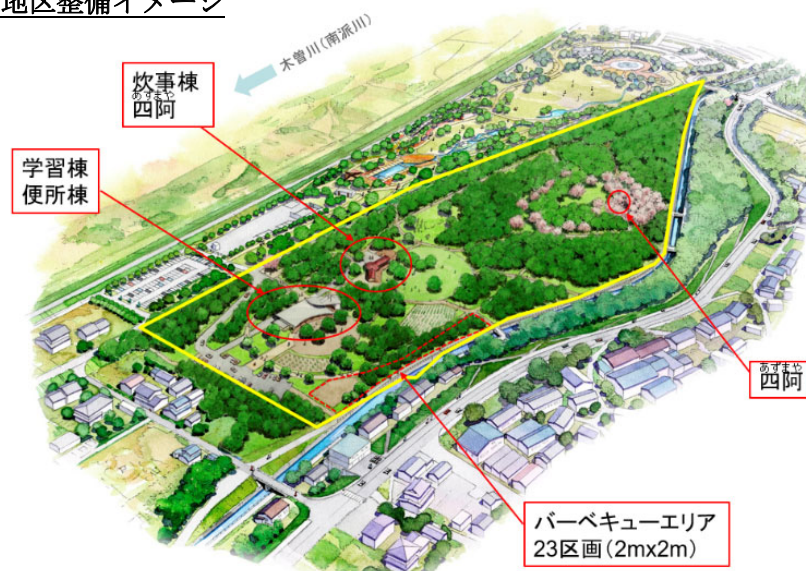 地区整備イメージ
木曽川(南派川)
炊事棟
あずまや
四阿
学習棟
便所棟
あずまや
四阿
バーベキューエリア
23区画(2mx2m)